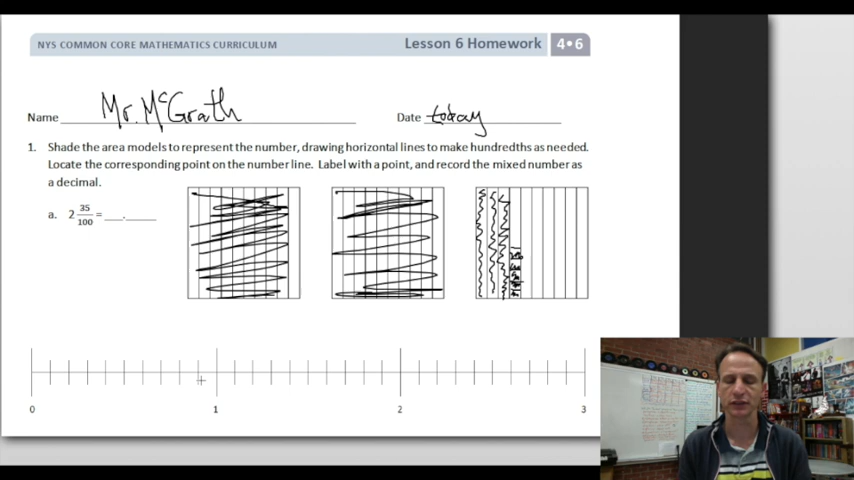 NYS COMMON CORE MATHEMATICS CURRICULUM Lesson 6 Homework 4•6
Name Mr. McGrath Date today
1. Shade the area models to represent the number, drawing horizontal lines to make hundredths as needed.
Locate the corresponding point on the number line. Label with a point, and record the mixed number as
a decimal.
a. 2 35/100 = ___.______
0 1 2 3